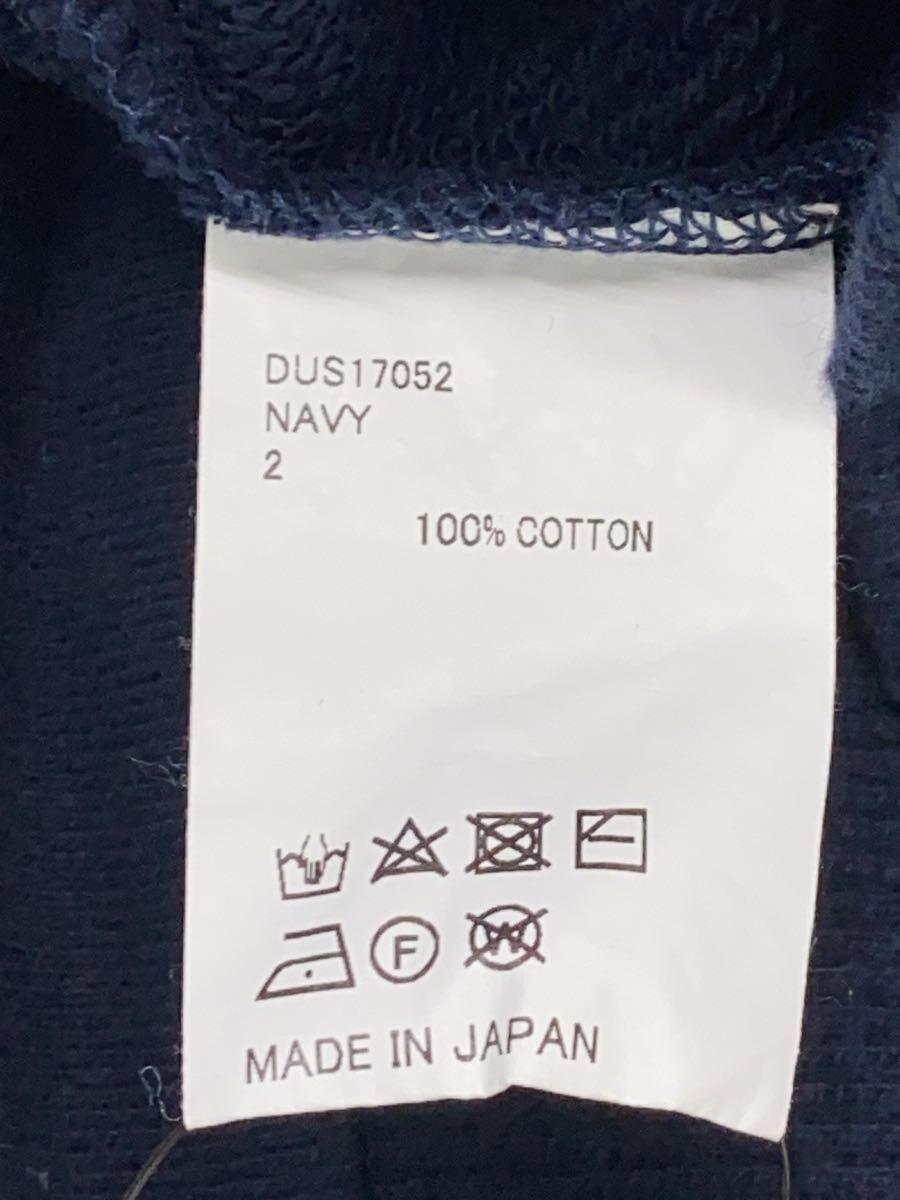 DUS17052
NAVY
2
100% COTTON
F
W
MADE IN JAPAN